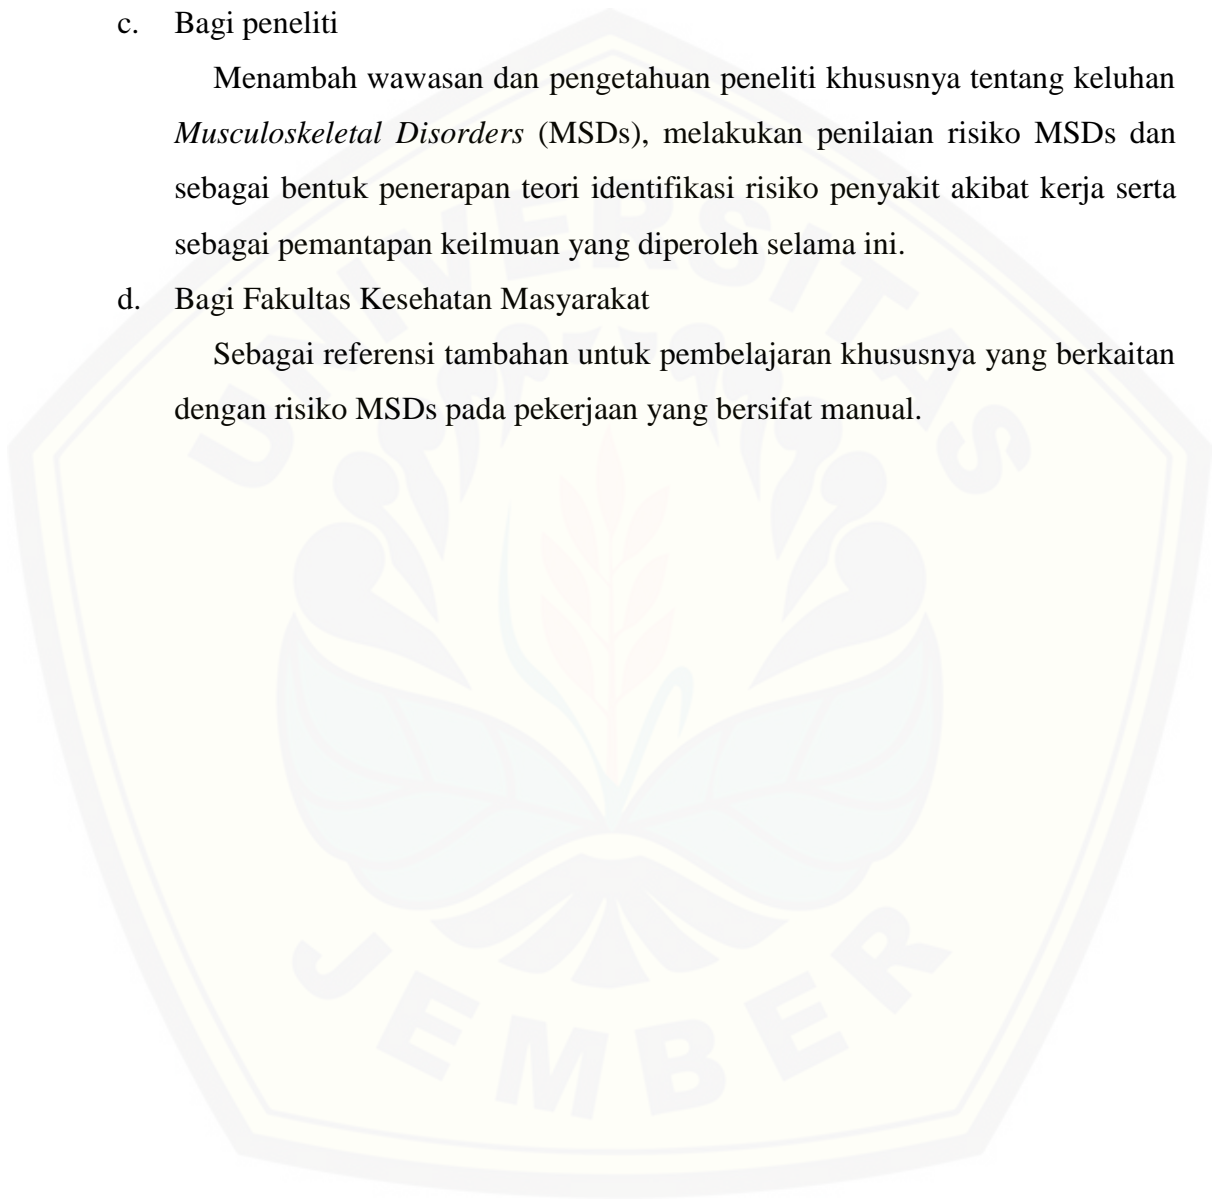 c. Bagi peneliti
Menambah wawasan dan pengetahuan peneliti khususnya tentang keluhan
Musculoskeletal Disorders (MSDs), melakukan penilaian risiko MSDs dan
sebagai bentuk penerapan teori identifikasi risiko penyakit akibat kerja serta
sebagai pemantapan keilmuan yang diperoleh selama ini.
d. Bagi Fakultas Kesehatan Masyarakat
Sebagai referensi tambahan untuk pembelajaran khususnya yang berkaitan
dengan risiko MSDs pada pekerjaan yang bersifat manual.
UNIVERSITAS
JEMBER